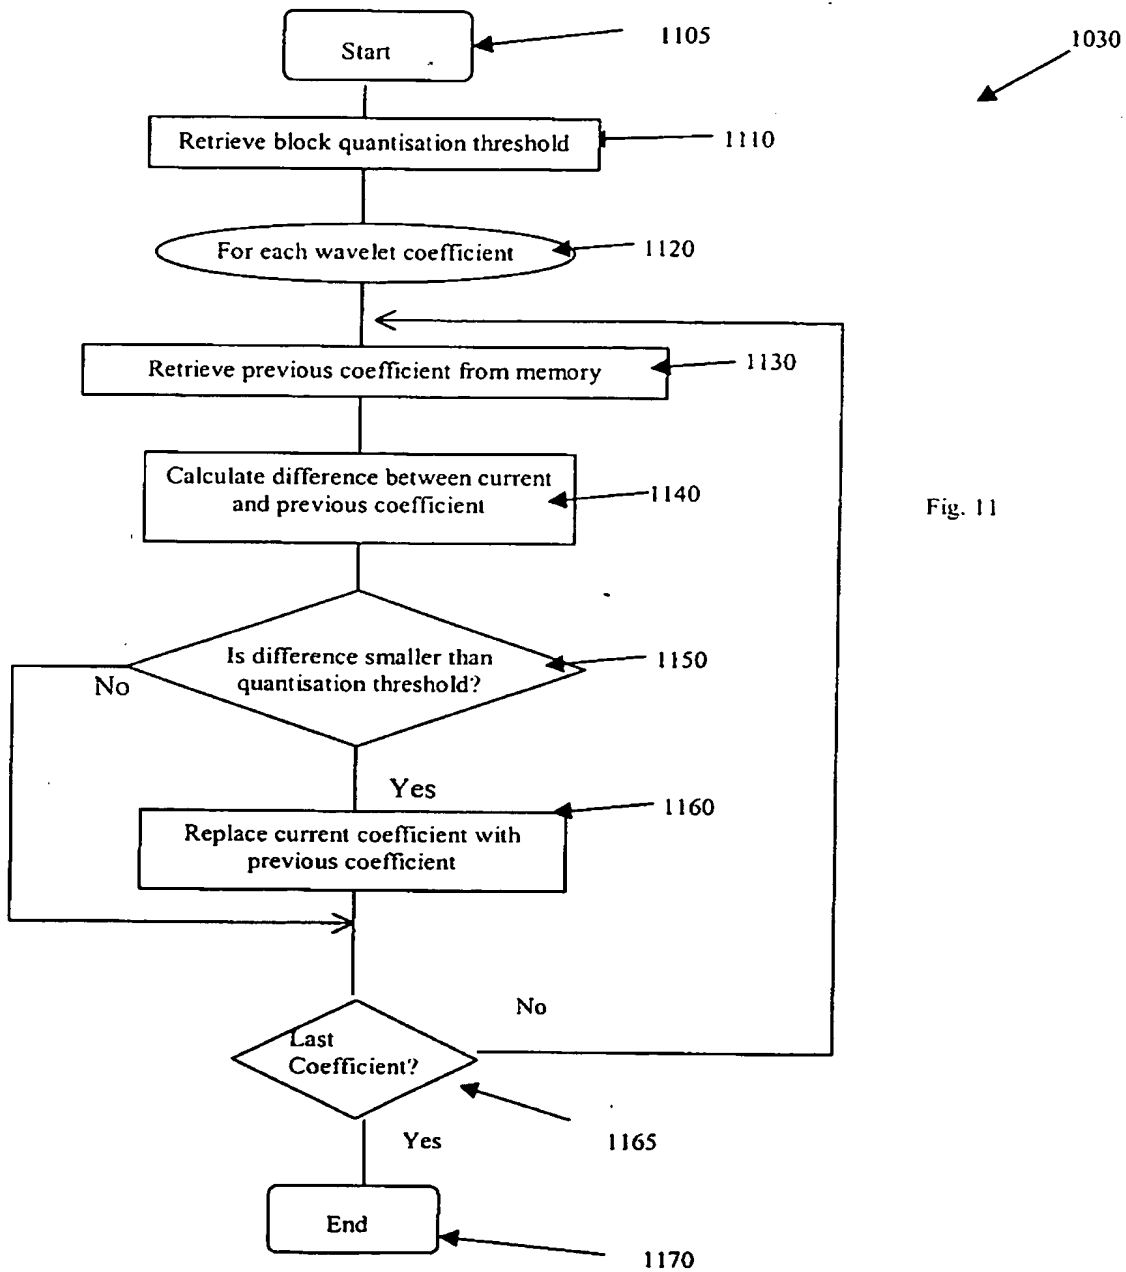 Start
1105
1030
Retrieve block quantisation threshold
1110
For each wavelet coefficient
1120
Retrieve previous coefficient from memory
1130
Calculate difference between current
and previous coefficient
1140
Fig. 11
Is difference smaller than
quantisation threshold?
1150
No
Yes
1160
Replace current coefficient with
previous coefficient
No
Last
Coefficient?
1165
Yes
End
1170